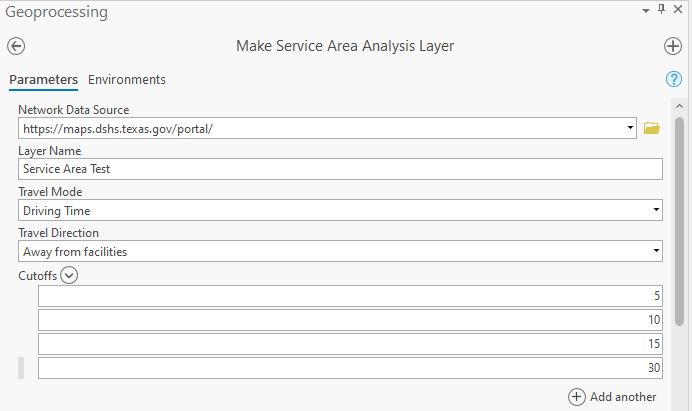 Geoprocessing
Make Service Area Analysis Layer
Parameters Environments
Network Data Source
https://maps.dshs.texas.gov/portal/
Layer Name
Service Area Test
Travel Mode
Driving Time
Travel Direction
Away from facilities
Cutoffs
5
10
15
30
Add another